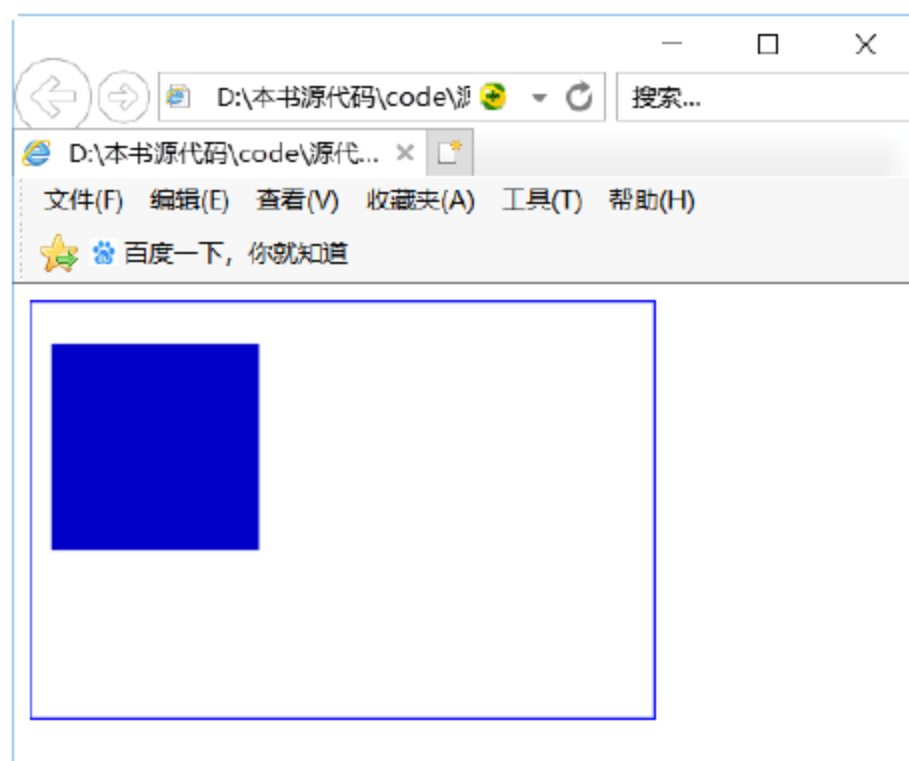 D:\本书源代码\code\源
搜索...
D:\本书源代码\code\源代...
文件(F) 编辑(E) 查看(V) 收藏夹(A) 工具(T) 帮助(H)
百度一下，你就知道